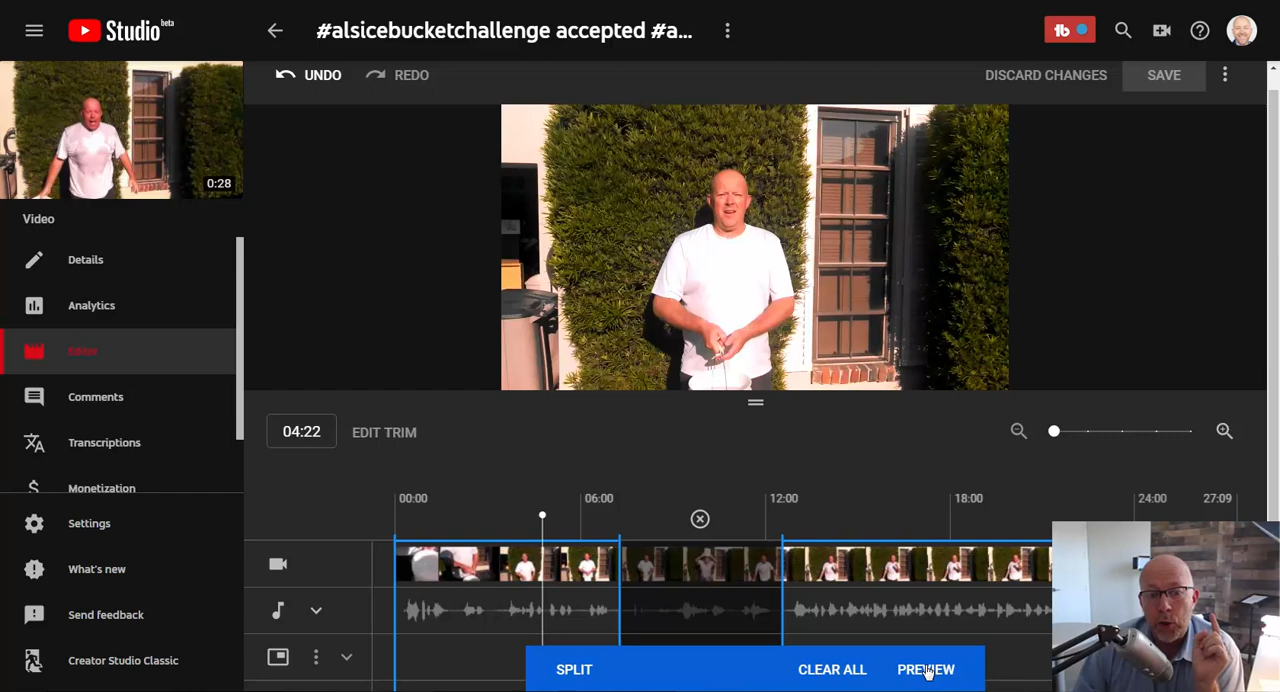 Studio beta
#alsicebucketchallenge accepted #a...
tb
UNDO
REDO
DISCARD CHANGES
SAVE
0:28
Video
Details
Analytics
Editor
Comments
Transcriptions
Monetization
Settings
What's new
Send feedback
Creator Studio Classic
04:22
EDIT TRIM
00:00
06:00
12:00
18:00
24:00
27:09
SPLIT
CLEAR ALL
PREVIEW